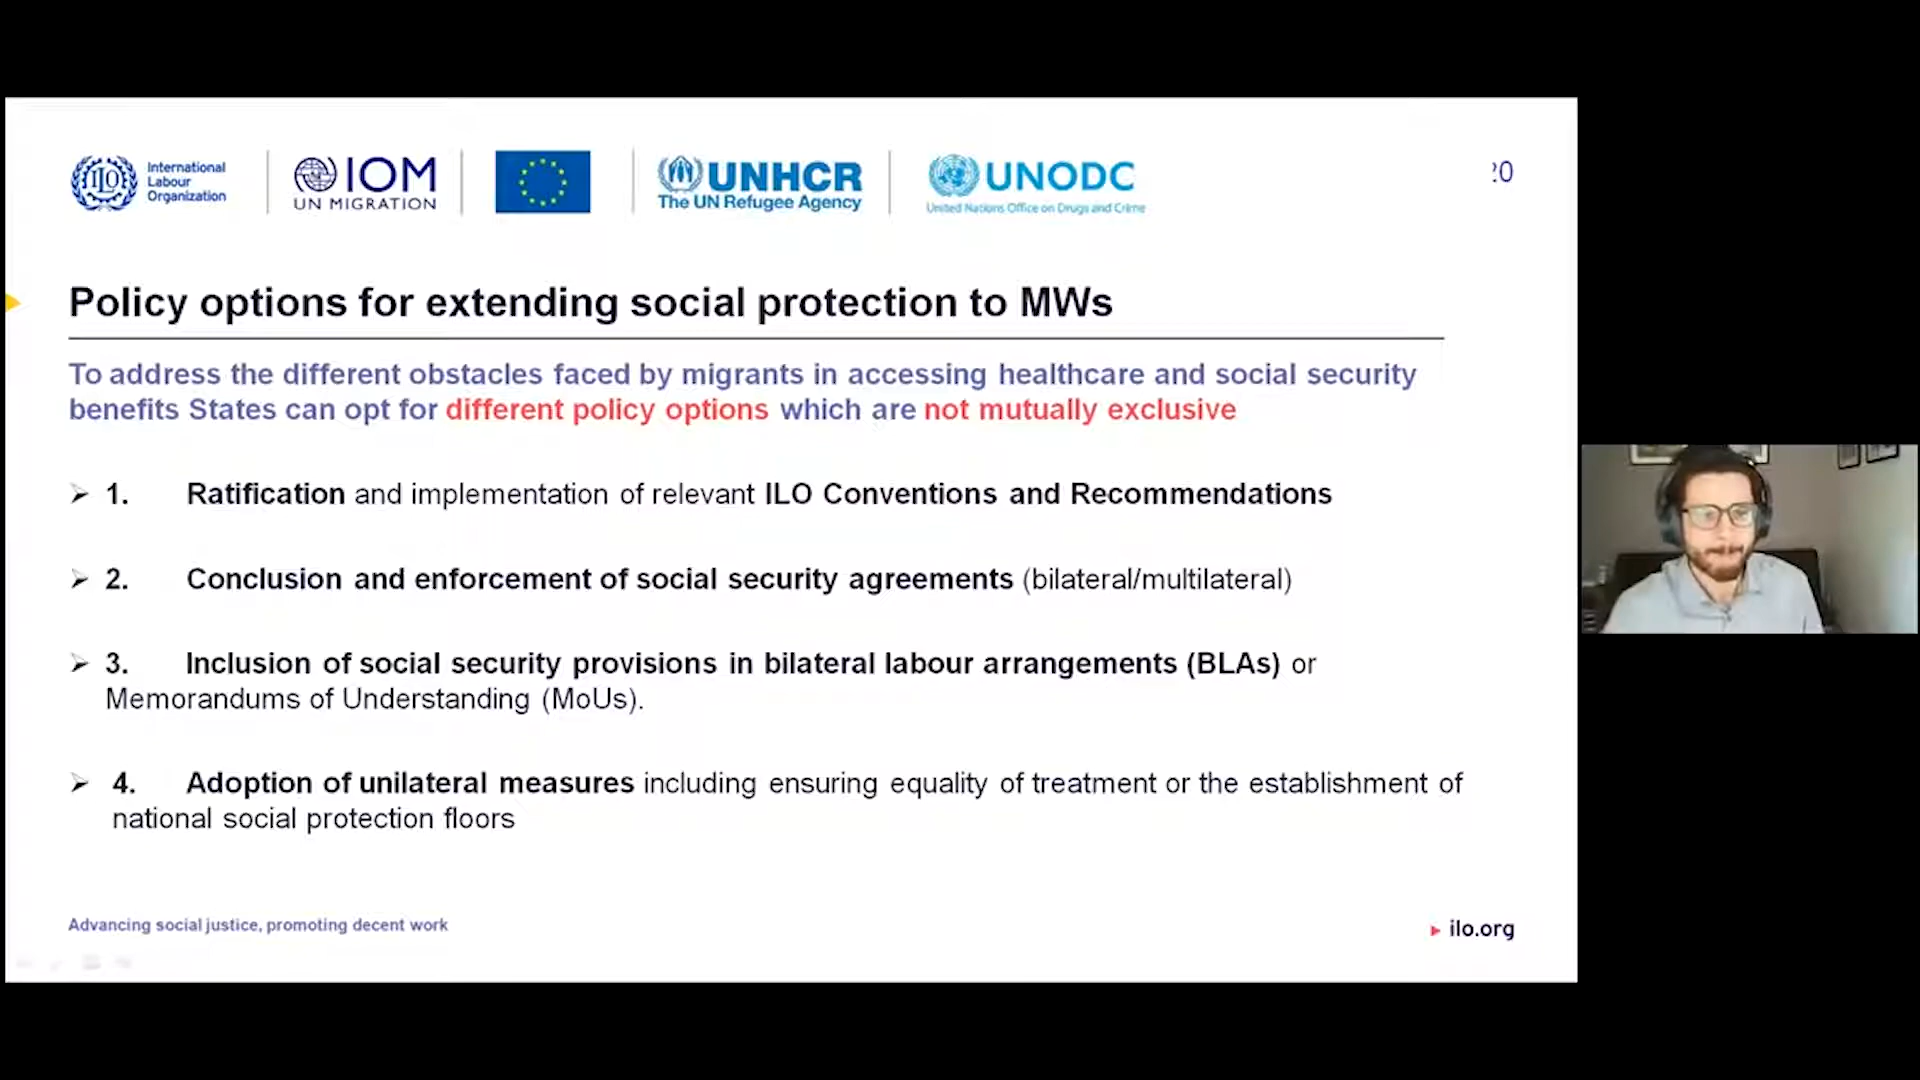 ILO
International
Labour
Organization
IOM
UN MIGRATION
UNHCR
The UN Refugee Agency
UNODC
United Nations Office on Drugs and Crime
20
Policy options for extending social protection to MWs
To address the different obstacles faced by migrants in accessing healthcare and social security
benefits States can opt for different policy options which are not mutually exclusive
➢ 1. Ratification and implementation of relevant ILO Conventions and Recommendations
➢ 2. Conclusion and enforcement of social security agreements (bilateral/multilateral)
➢ 3. Inclusion of social security provisions in bilateral labour arrangements (BLAs) or
Memorandums of Understanding (MoUs).
➢ 4. Adoption of unilateral measures including ensuring equality of treatment or the establishment of
national social protection floors
Advancing social justice, promoting decent work
ilo.org